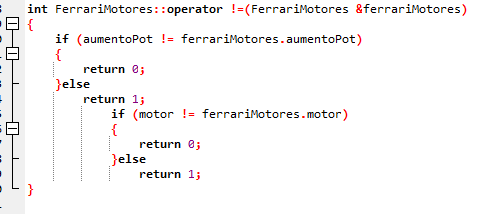 int FerrariMotores::operator !=(FerrariMotores &ferrariMotores)
{
    if (aumentoPot != ferrariMotores.aumentoPot)
    {
        return 0;
    }else
        return 1;
            if (motor != ferrariMotores.motor)
            {
                return 0;
            }else
                return 1;
}